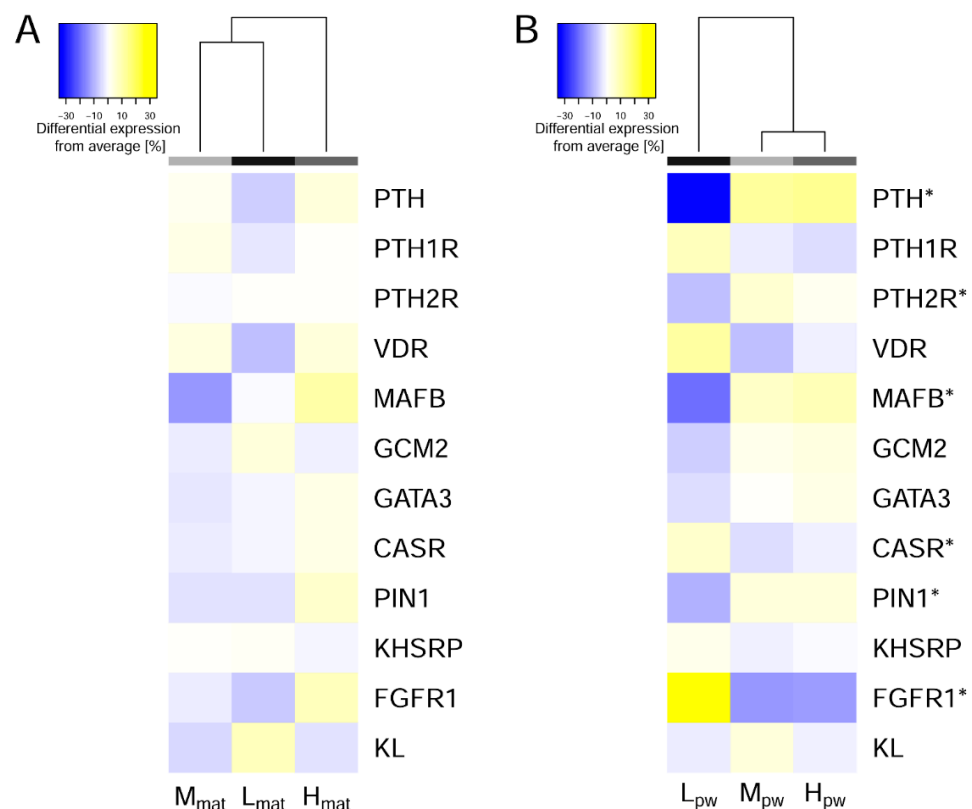 A
-30 -10 10 30
Differential expression
from average [%]
PTH
PTH1R
PTH2R
VDR
MAFB
GCM2
GATA3
CASR
PIN1
KHSRP
FGFR1
KL
Mmat Lmat Hmat
B
-30 -10 10 30
Differential expression
from average [%]
PTH*
PTH1R
PTH2R*
VDR
MAFB*
GCM2
GATA3
CASR*
PIN1*
KHSRP
FGFR1*
KL
Lpw Mpw Hpw